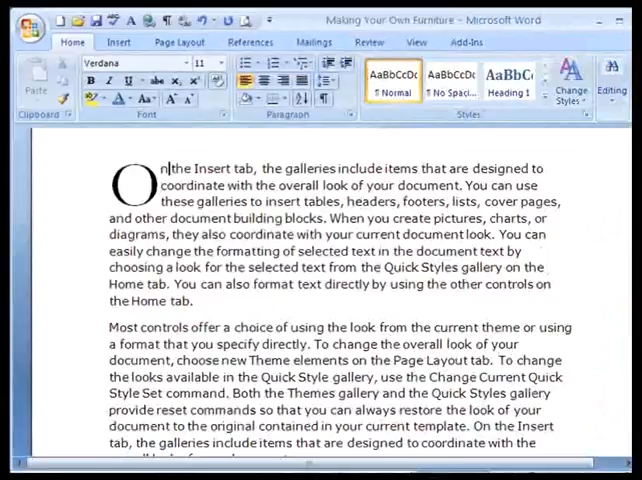 Making Your Own Furniture - Microsoft Word
Home Insert Page Layout References Mailings Review View Add-Ins
Verdana 11
Paste
B I U abc x₂ x²
Aa A A
AaBbCcDc AaBbCcDc AaBbC
¶ Normal ¶ No Spaci... Heading 1
Change Styles
Editing
Clipboard Font Paragraph Styles
On the Insert tab, the galleries include items that are designed to
coordinate with the overall look of your document. You can use
these galleries to insert tables, headers, footers, lists, cover pages,
and other document building blocks. When you create pictures, charts, or
diagrams, they also coordinate with your current document look. You can
easily change the formatting of selected text in the document text by
choosing a look for the selected text from the Quick Styles gallery on the
Home tab. You can also format text directly by using the other controls on
the Home tab.
Most controls offer a choice of using the look from the current theme or using
a format that you specify directly. To change the overall look of your
document, choose new Theme elements on the Page Layout tab. To change
the looks available in the Quick Style gallery, use the Change Current Quick
Style Set command. Both the Themes gallery and the Quick Styles gallery
provide reset commands so that you can always restore the look of your
document to the original contained in your current template. On the Insert
tab, the galleries include items that are designed to coordinate with the